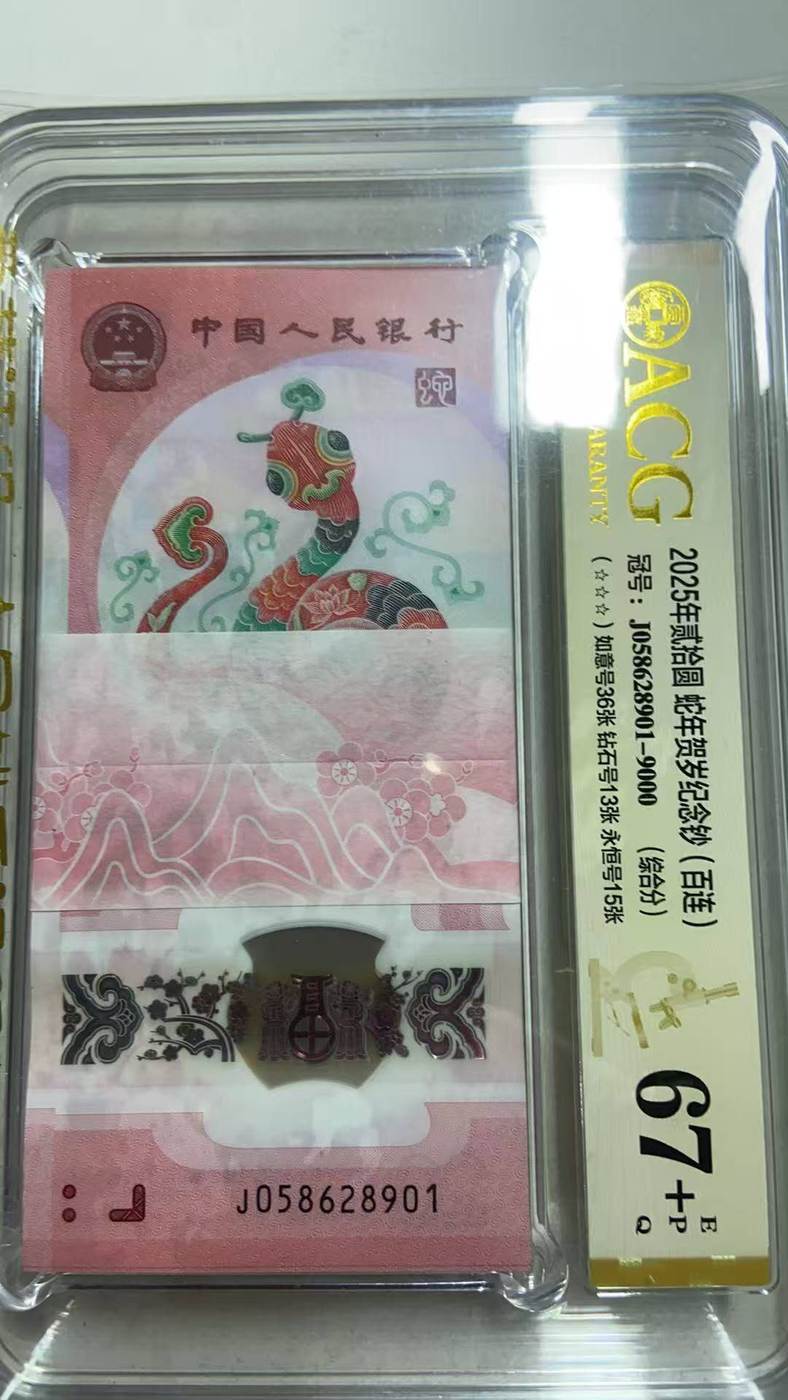 中国人民银行
蛇
J058628901
ACG
2025年贰拾圆 蛇年贺岁纪念钞（百连）
冠号：J058628901-9000 （综合分）
（☆☆☆）如意号36张 钻石号13张 永恒号15张
67+
EPQ